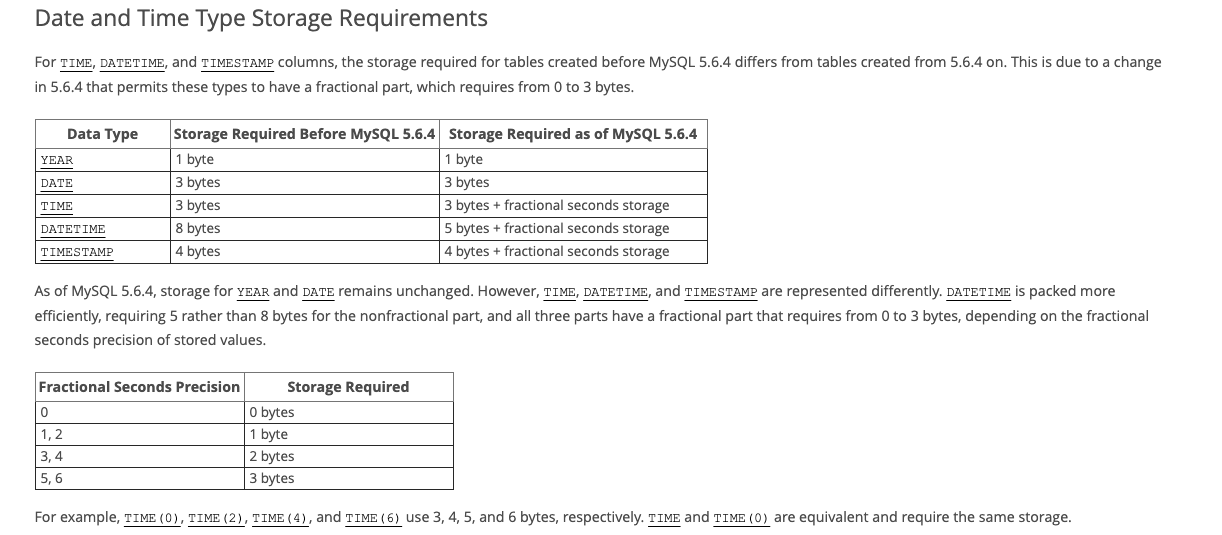 Date and Time Type Storage Requirements
For TIME, DATETIME, and TIMESTAMP columns, the storage required for tables created before MySQL 5.6.4 differs from tables created from 5.6.4 on. This is due to a change
in 5.6.4 that permits these types to have a fractional part, which requires from 0 to 3 bytes.
Data Type Storage Required Before MySQL 5.6.4 Storage Required as of MySQL 5.6.4
YEAR 1 byte 1 byte
DATE 3 bytes 3 bytes
TIME 3 bytes 3 bytes + fractional seconds storage
DATETIME 8 bytes 5 bytes + fractional seconds storage
TIMESTAMP 4 bytes 4 bytes + fractional seconds storage
As of MySQL 5.6.4, storage for YEAR and DATE remains unchanged. However, TIME, DATETIME, and TIMESTAMP are represented differently. DATETIME is packed more
efficiently, requiring 5 rather than 8 bytes for the nonfractional part, and all three parts have a fractional part that requires from 0 to 3 bytes, depending on the fractional
seconds precision of stored values.
Fractional Seconds Precision Storage Required
0 0 bytes
1, 2 1 byte
3, 4 2 bytes
5, 6 3 bytes
For example, TIME(0), TIME(2), TIME(4), and TIME(6) use 3, 4, 5, and 6 bytes, respectively. TIME and TIME(0) are equivalent and require the same storage.